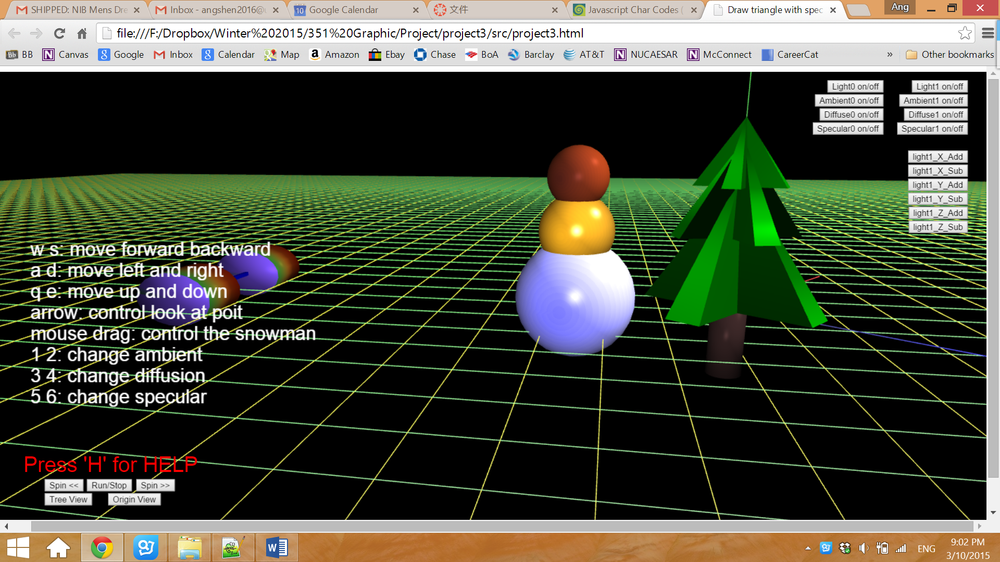 SHIPPED: NIB Mens Dre
Inbox - angshen2016@u
Google Calendar
文件
Javascript Char Codes (
Draw triangle with spec
Ang
file:///F:/Dropbox/Winter%202015/351%20Graphic/Project/project3/src/project3.html
BB
Canvas
Google
Inbox
Calendar
Map
Amazon
Ebay
Chase
BoA
Barclay
AT&T
NUCAESAR
McConnect
CareerCat
»
Other bookmarks
Light0 on/off
Light1 on/off
Ambient0 on/off
Ambient1 on/off
Diffuse0 on/off
Diffuse1 on/off
Specular0 on/off
Specular1 on/off
light1_X_Add
light1_X_Sub
light1_Y_Add
light1_Y_Sub
light1_Z_Add
light1_Z_Sub
w s: move forward backward
a d: move left and right
q e: move up and down
arrow: control look at poit
mouse drag: control the snowman
1 2: change ambient
3 4: change diffusion
5 6: change specular
Press 'H' for HELP
Spin <<
Run/Stop
Spin >>
Tree View
Origin View
ENG
9:02 PM
3/10/2015